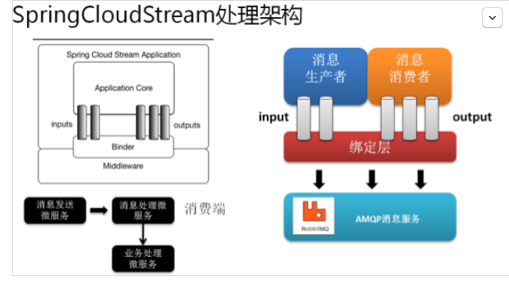 SpringCloudStream处理架构
Spring Cloud Stream Application
Application Core
inputs
outputs
Binder
Middleware
消息发送
微服务
消息处理微
服务
消费端
业务处理
微服务
消息
生产者
消息
消费者
input
output
绑定层
RabbitMQ
AMQP消息服务